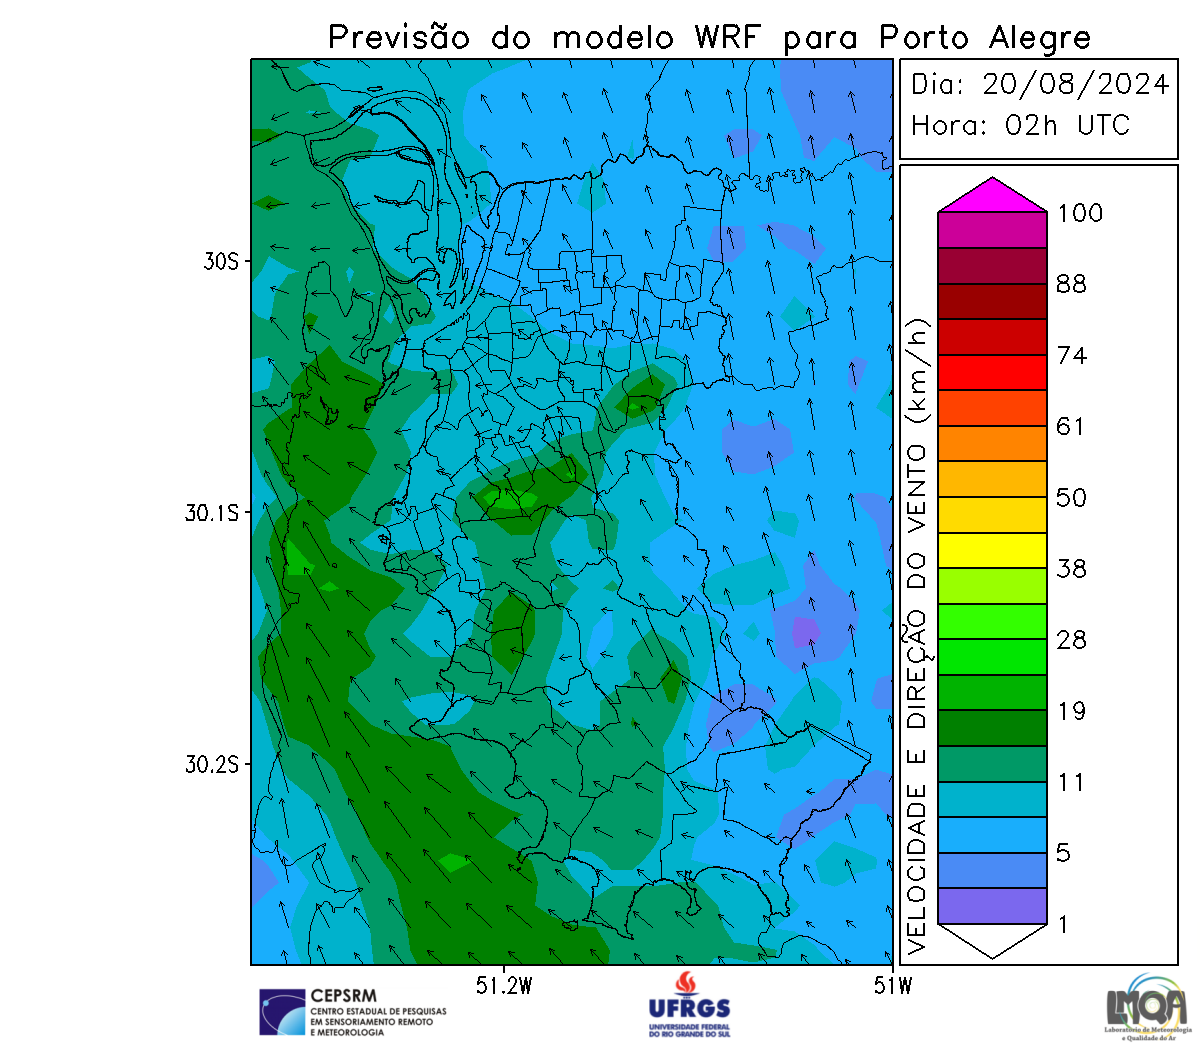 Previsão do modelo WRF para Porto Alegre
Dia: 20/08/2024
Hora: 02h UTC
30S
30.1S
30.2S
51.2W
51W
VELOCIDADE E DIREÇÃO DO VENTO (km/h)
100
88
74
61
50
38
28
19
11
5
1
CEPSRM
CENTRO ESTADUAL DE PESQUISAS
EM SENSORIAMENTO REMOTO
E METEOROLOGIA
UFRGS
UNIVERSIDADE FEDERAL
DO RIO GRANDE DO SUL
LMQA
Laboratório de Meteorologia
e Qualidade do Ar